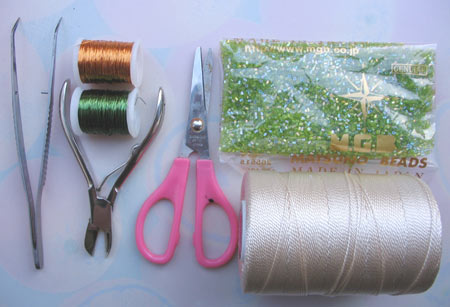 http://www.mgb.co.jp
MGB
MATSUNO BEADS
MADE IN JAPAN